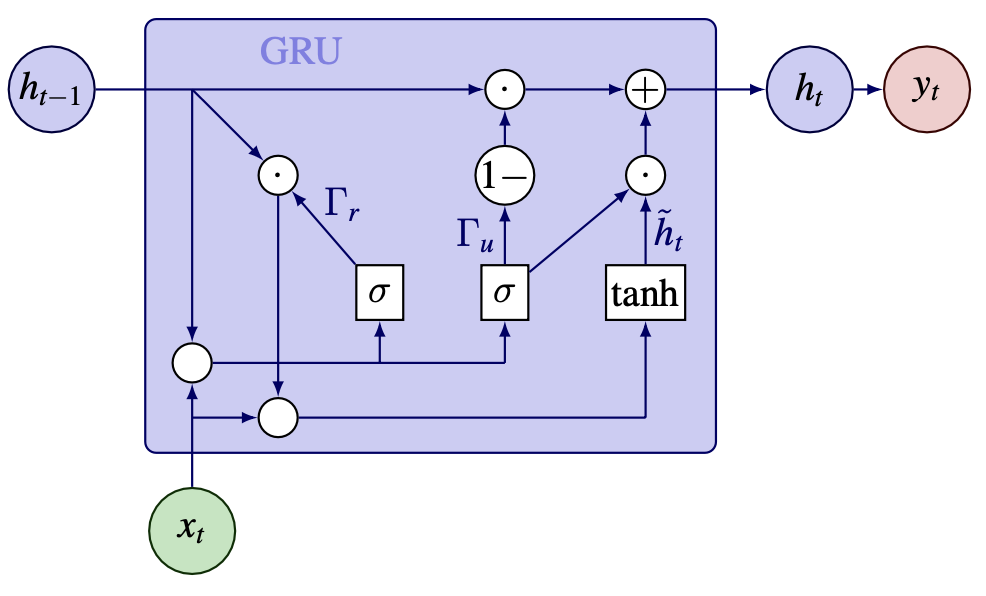 GRU
h_{t−1}
·
+
h_t
y_t
·
Γ_r
1−
·
Γ_u
h̃_t
σ
σ
tanh
x_t